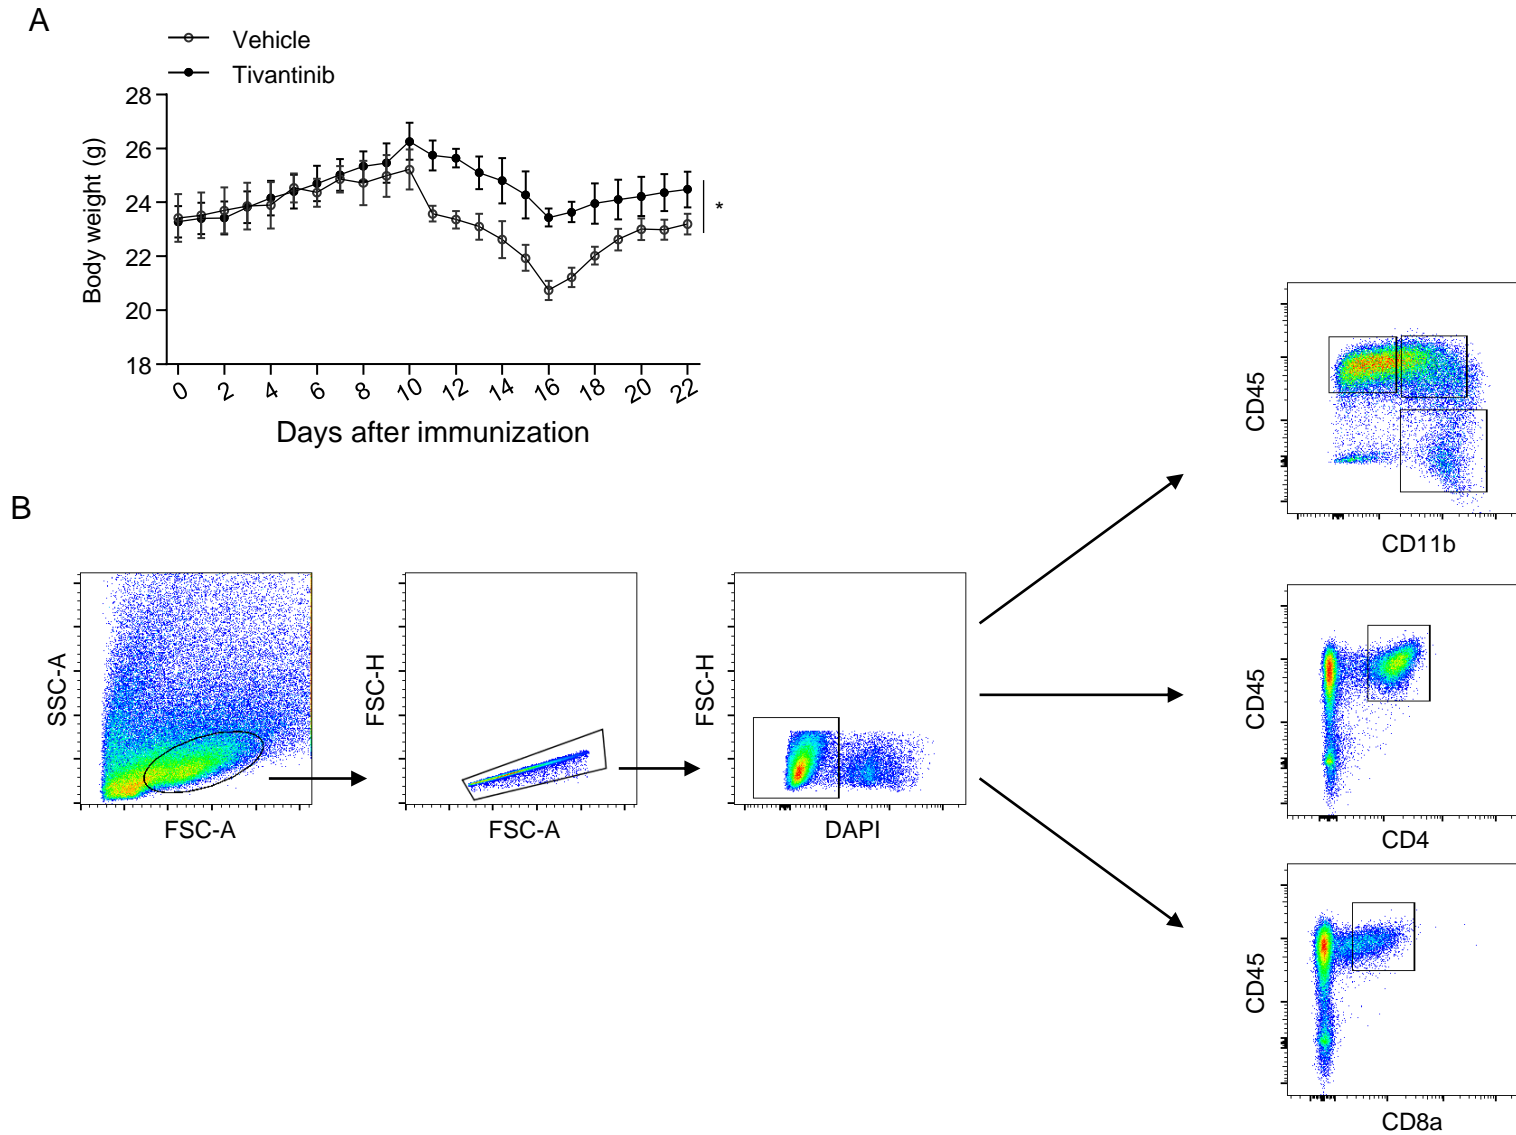 A
Vehicle
Tivantinib
28
26
24
22
20
18
Body weight (g)
*
0 2 4 6 8 10 12 14 16 18 20 22
Days after immunization
B
SSC-A
FSC-A
FSC-H
FSC-A
FSC-H
DAPI
CD45
CD11b
CD45
CD4
CD45
CD8a